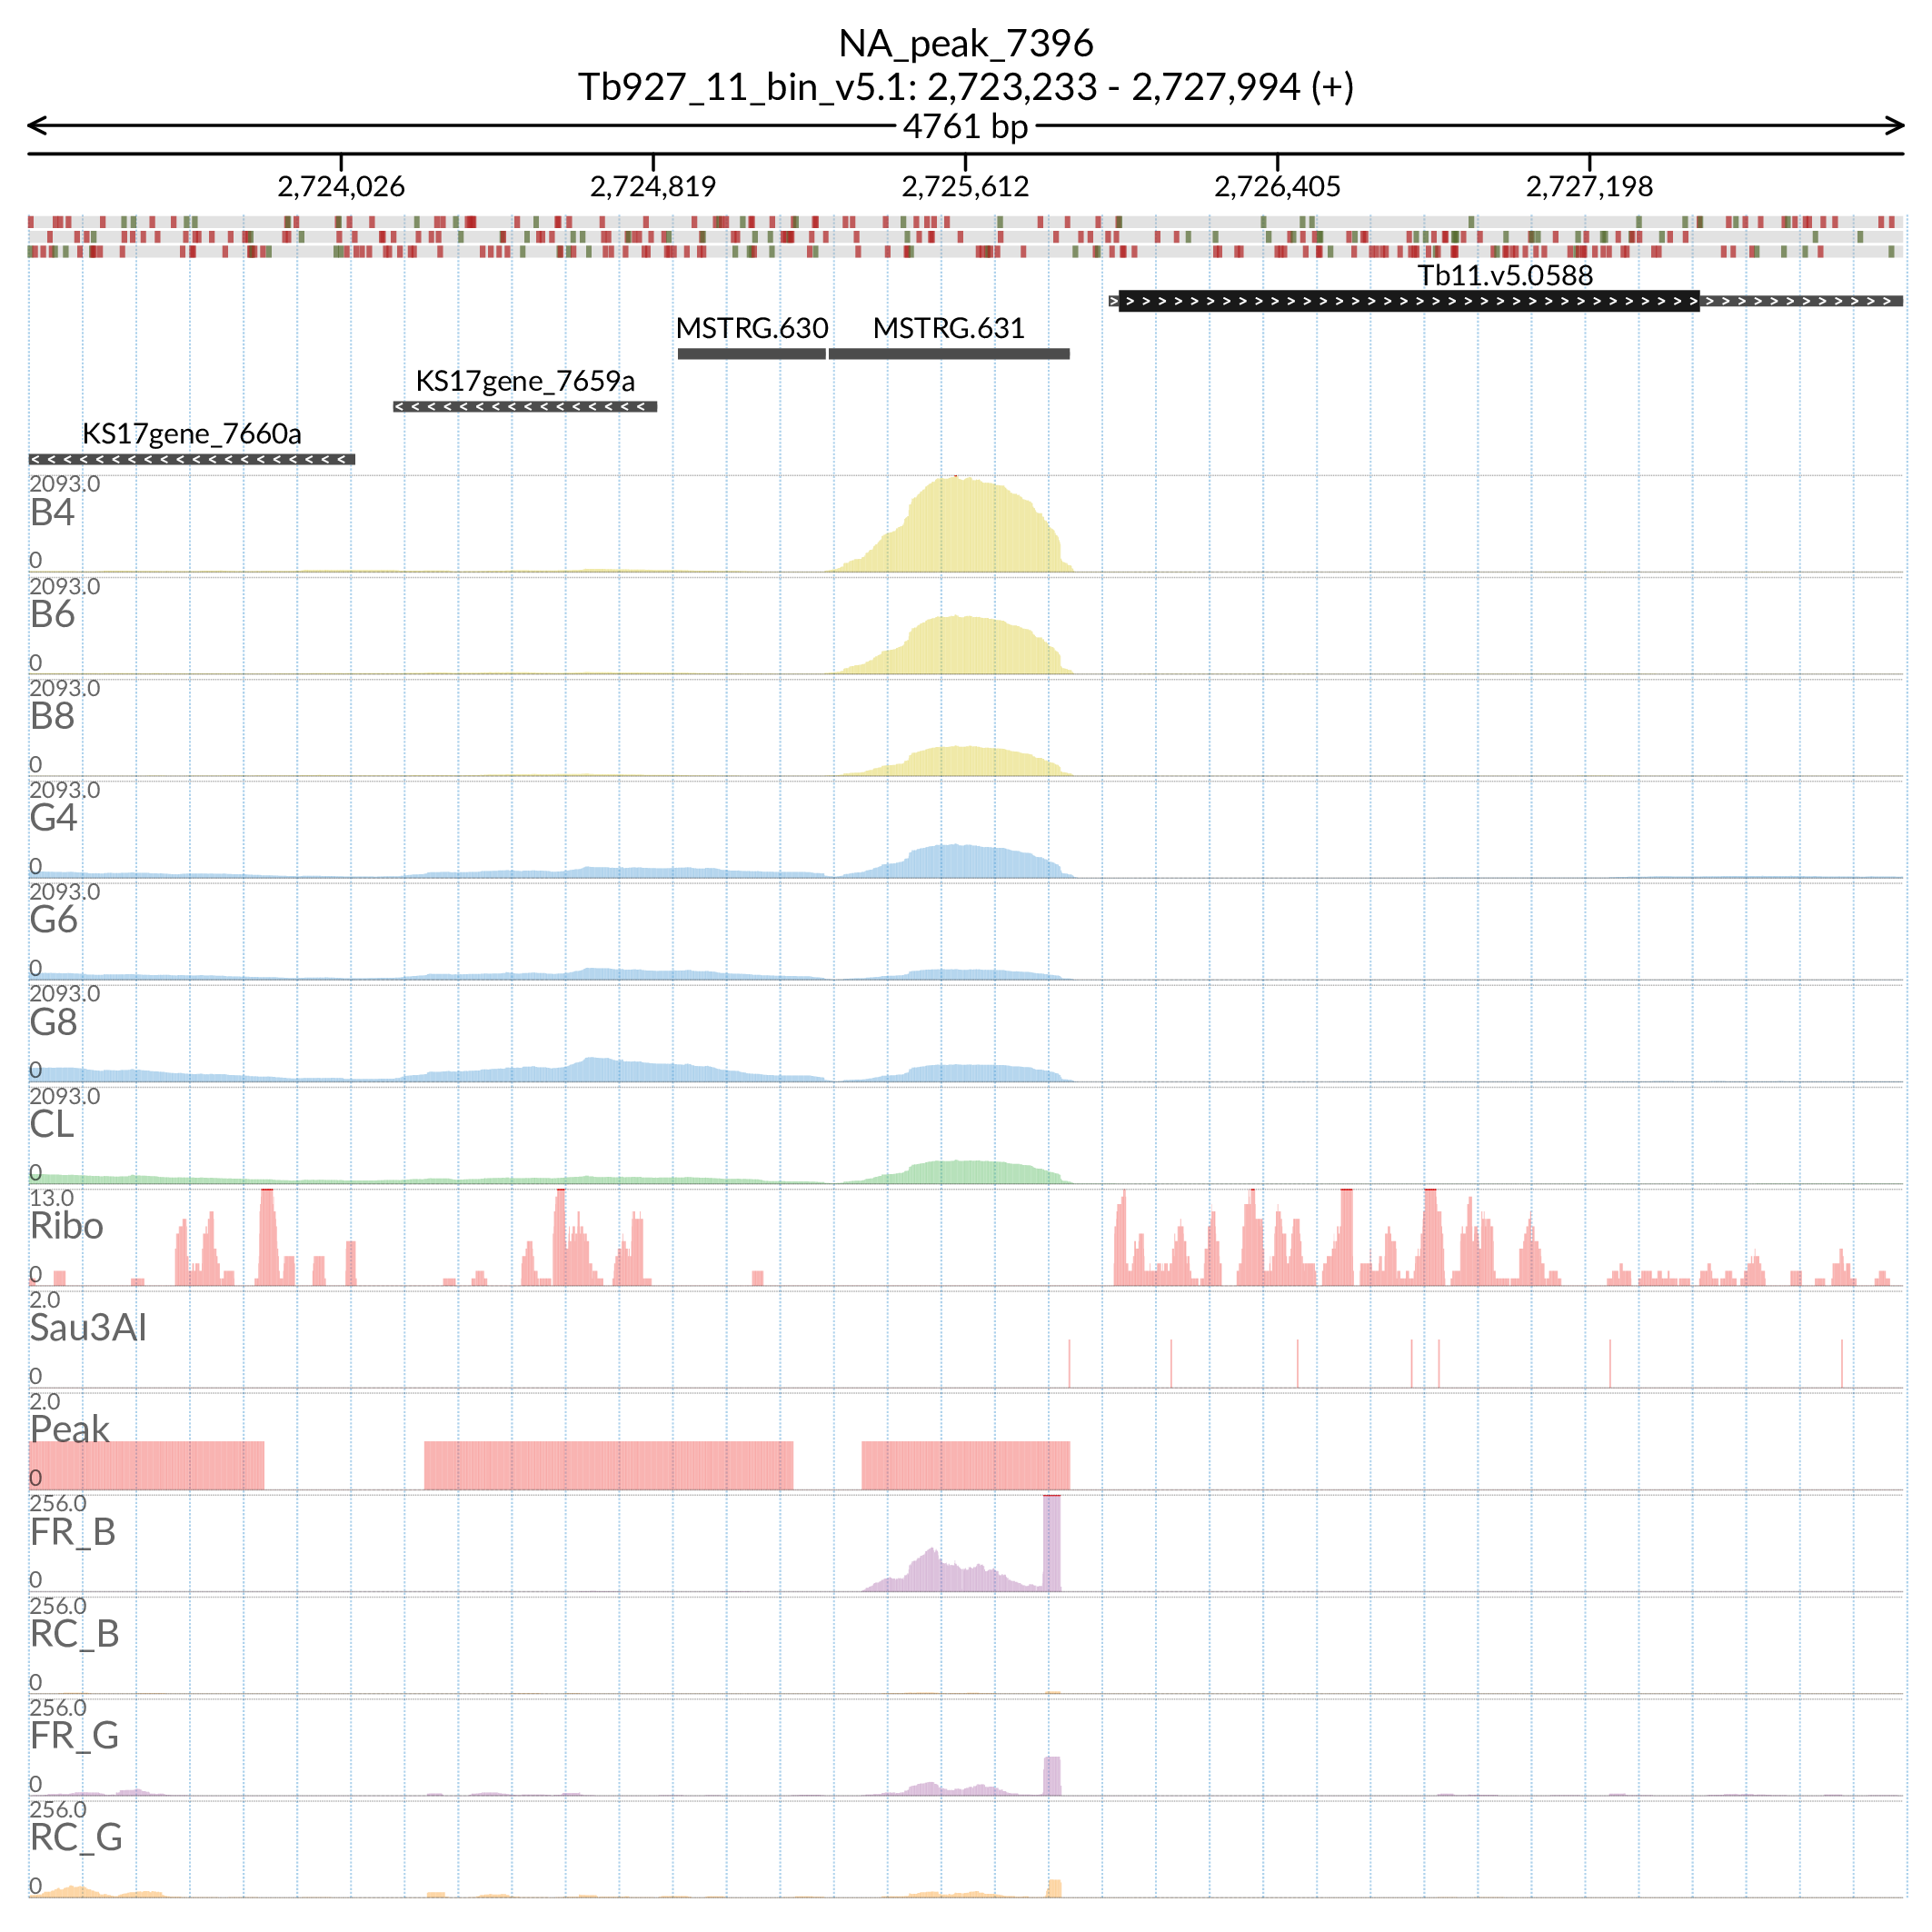 NA_peak_7396
Tb927_11_bin_v5.1: 2,723,233 - 2,727,994 (+)
4761 bp
2,724,026 2,724,819 2,725,612 2,726,405 2,727,198
Tb11.v5.0588
MSTRG.630 MSTRG.631
KS17gene_7659a
KS17gene_7660a
2093.0
B4
0
2093.0
B6
0
2093.0
B8
0
2093.0
G4
0
2093.0
G6
0
2093.0
G8
0
2093.0
CL
0
13.0
Ribo
0
2.0
Sau3AI
0
2.0
Peak
0
256.0
FR_B
0
256.0
RC_B
0
256.0
FR_G
0
256.0
RC_G
0